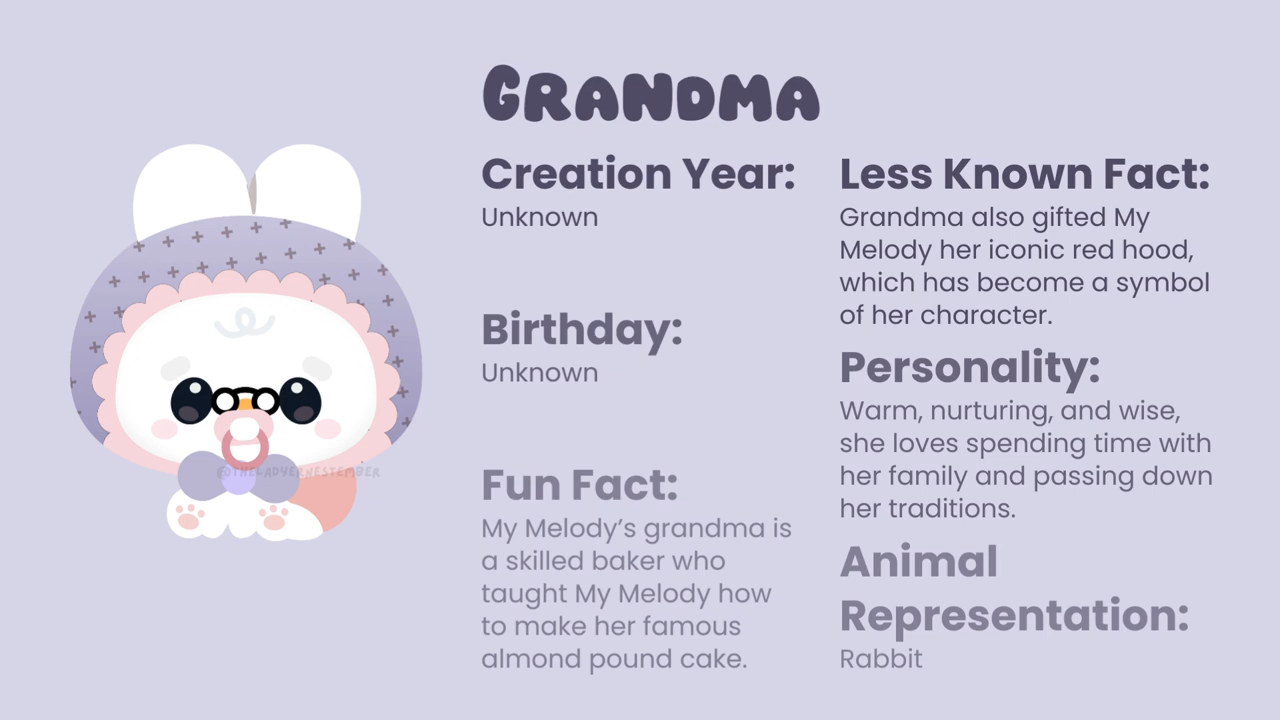 GRANDMA
Creation Year:
Unknown
Birthday:
Unknown
Fun Fact:
My Melody’s grandma is
a skilled baker who
taught My Melody how
to make her famous
almond pound cake.
Less Known Fact:
Grandma also gifted My
Melody her iconic red hood,
which has become a symbol
of her character.
Personality:
Warm, nurturing, and wise,
she loves spending time with
her family and passing down
her traditions.
Animal
Representation:
Rabbit
@THELADYERNESTEMBER